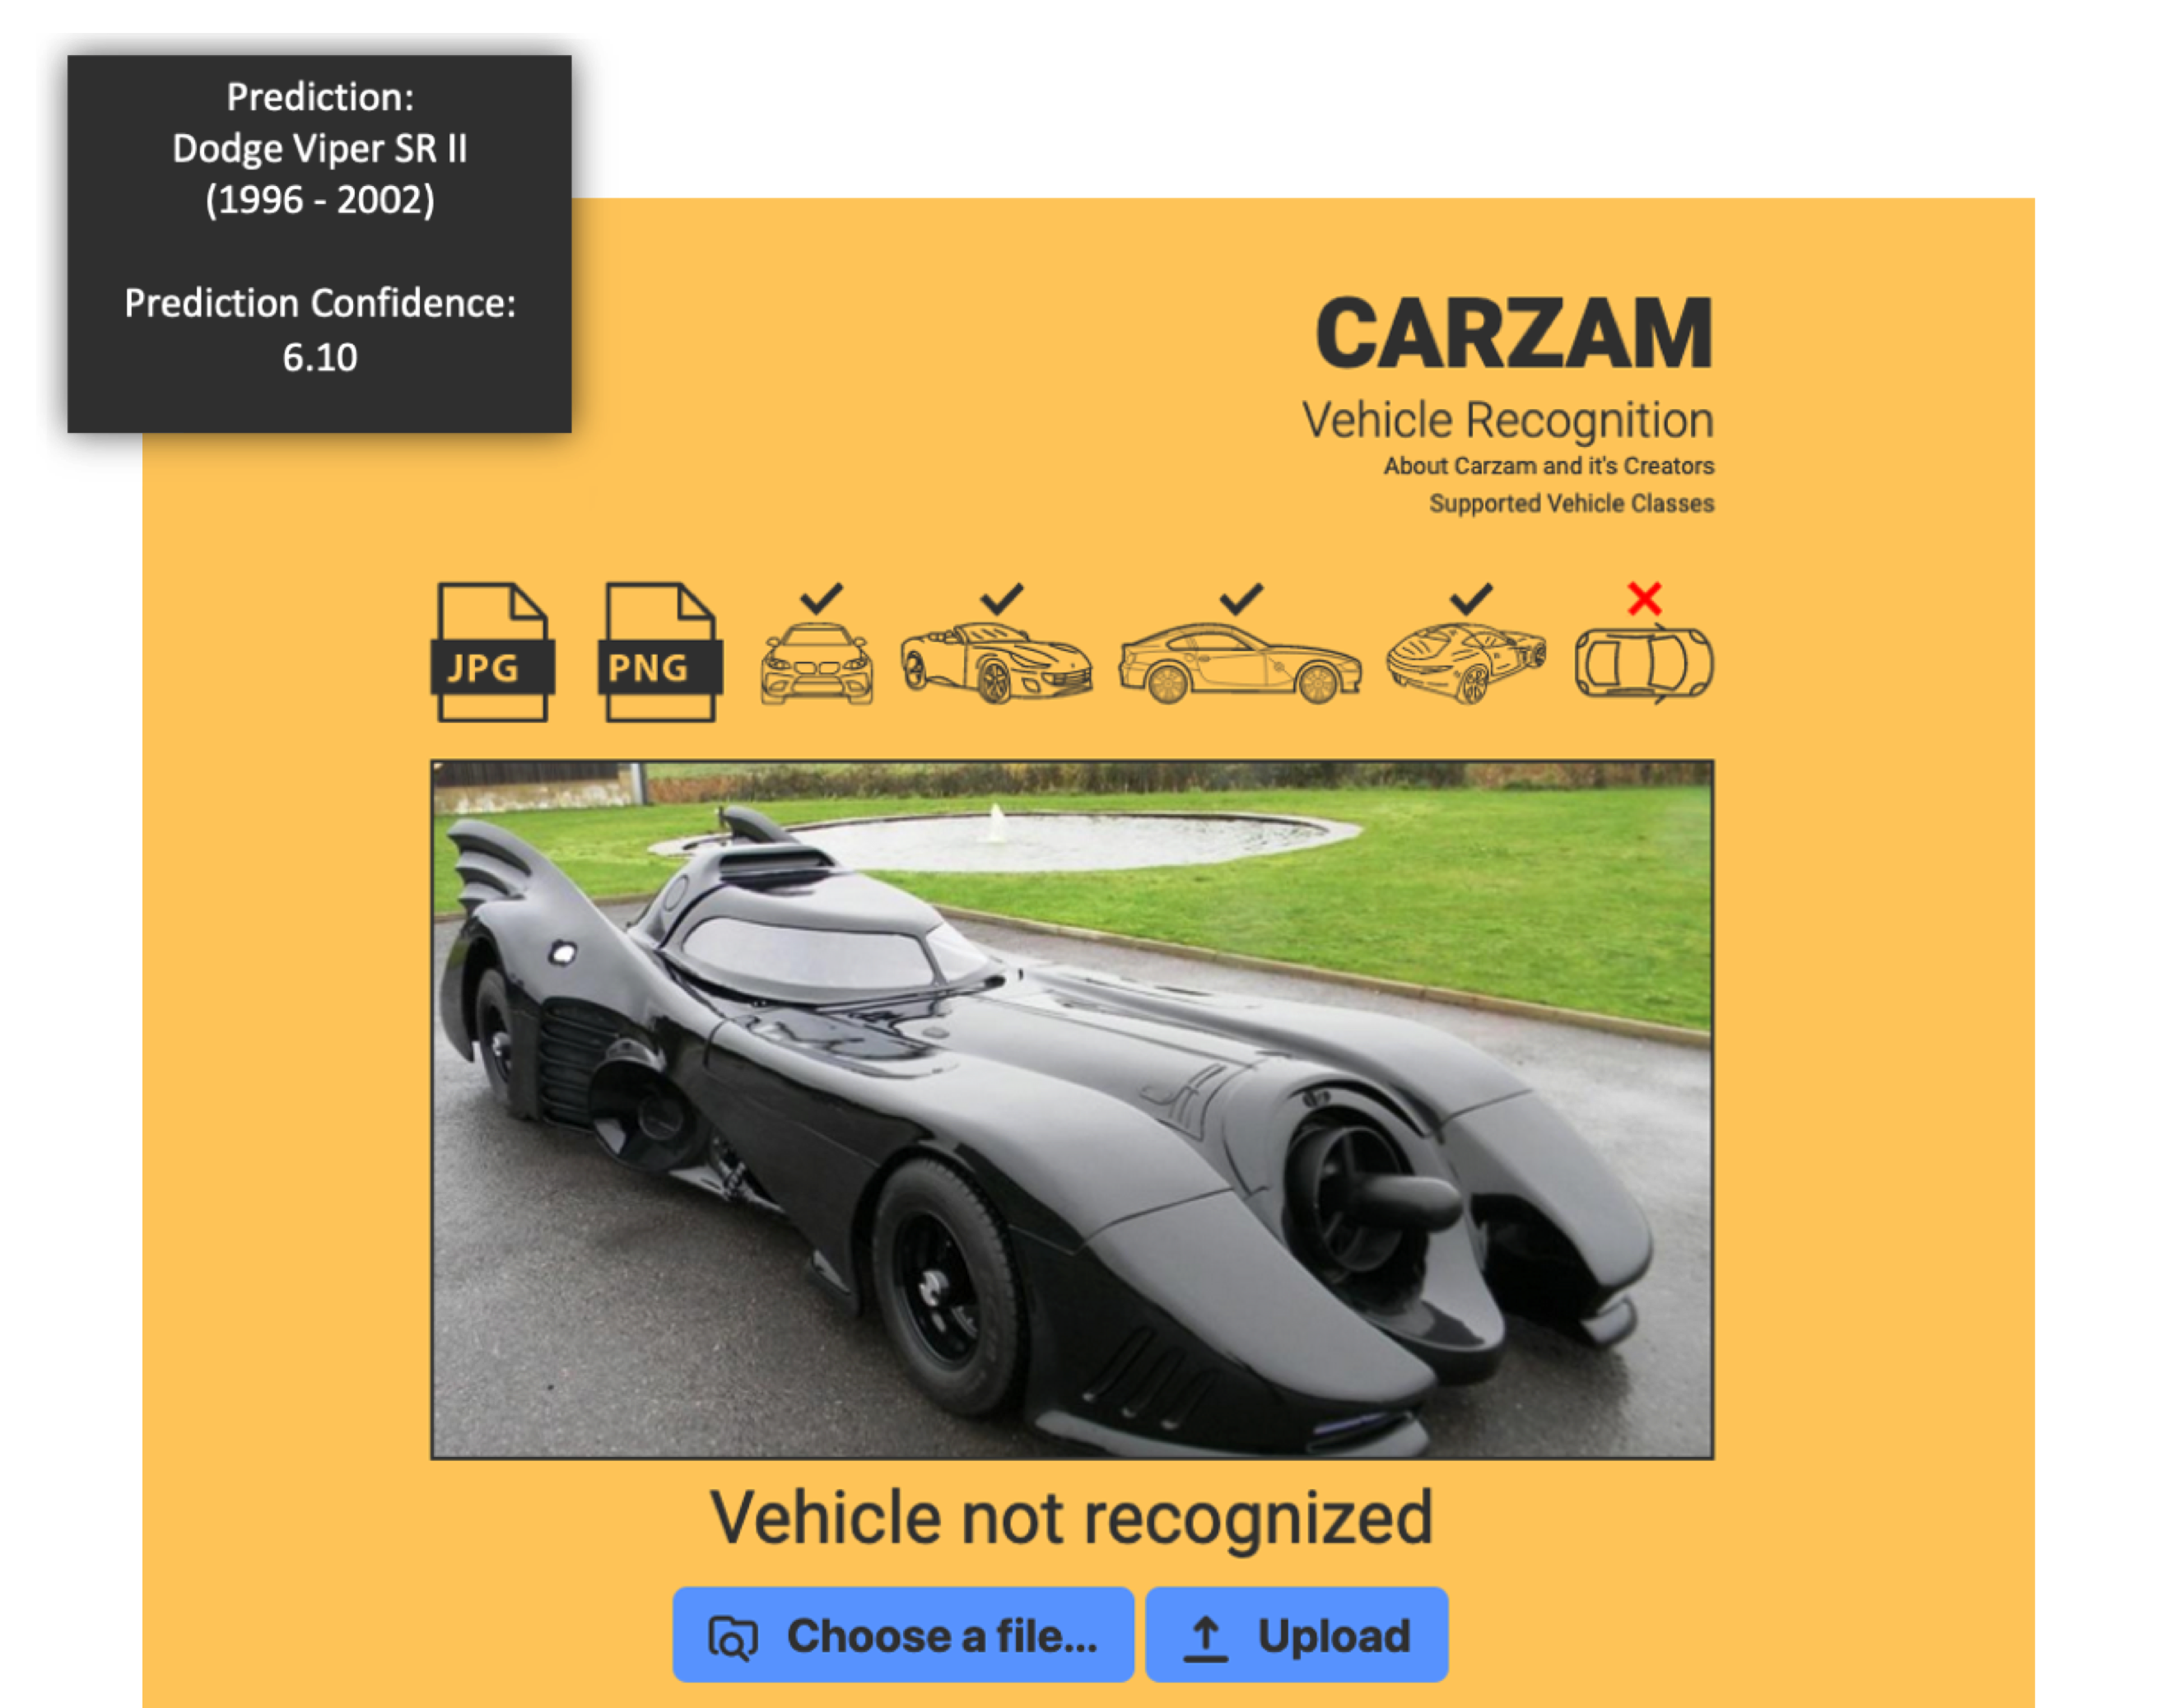 Prediction:
Dodge Viper SR II
(1996 - 2002)
Prediction Confidence:
6.10
CARZAM
Vehicle Recognition
About Carzam and it's Creators
Supported Vehicle Classes
JPG
PNG
Vehicle not recognized
Choose a file...
Upload